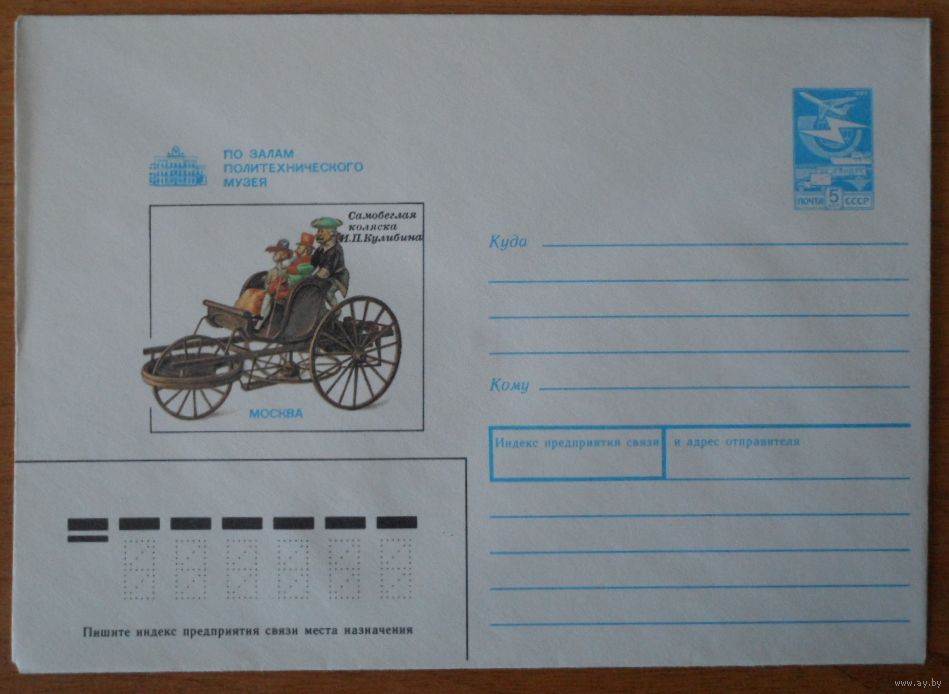 ПО ЗАЛАМ
ПОЛИТЕХНИЧЕСКОГО
МУЗЕЯ
Самобеглая
коляска
И.П.Кулибина
МОСКВА
ПОЧТА 5 СССР
Куда
Кому
Индекс предприятия связи и адрес отправителя
Пишите индекс предприятия связи места назначения
www.ay.by